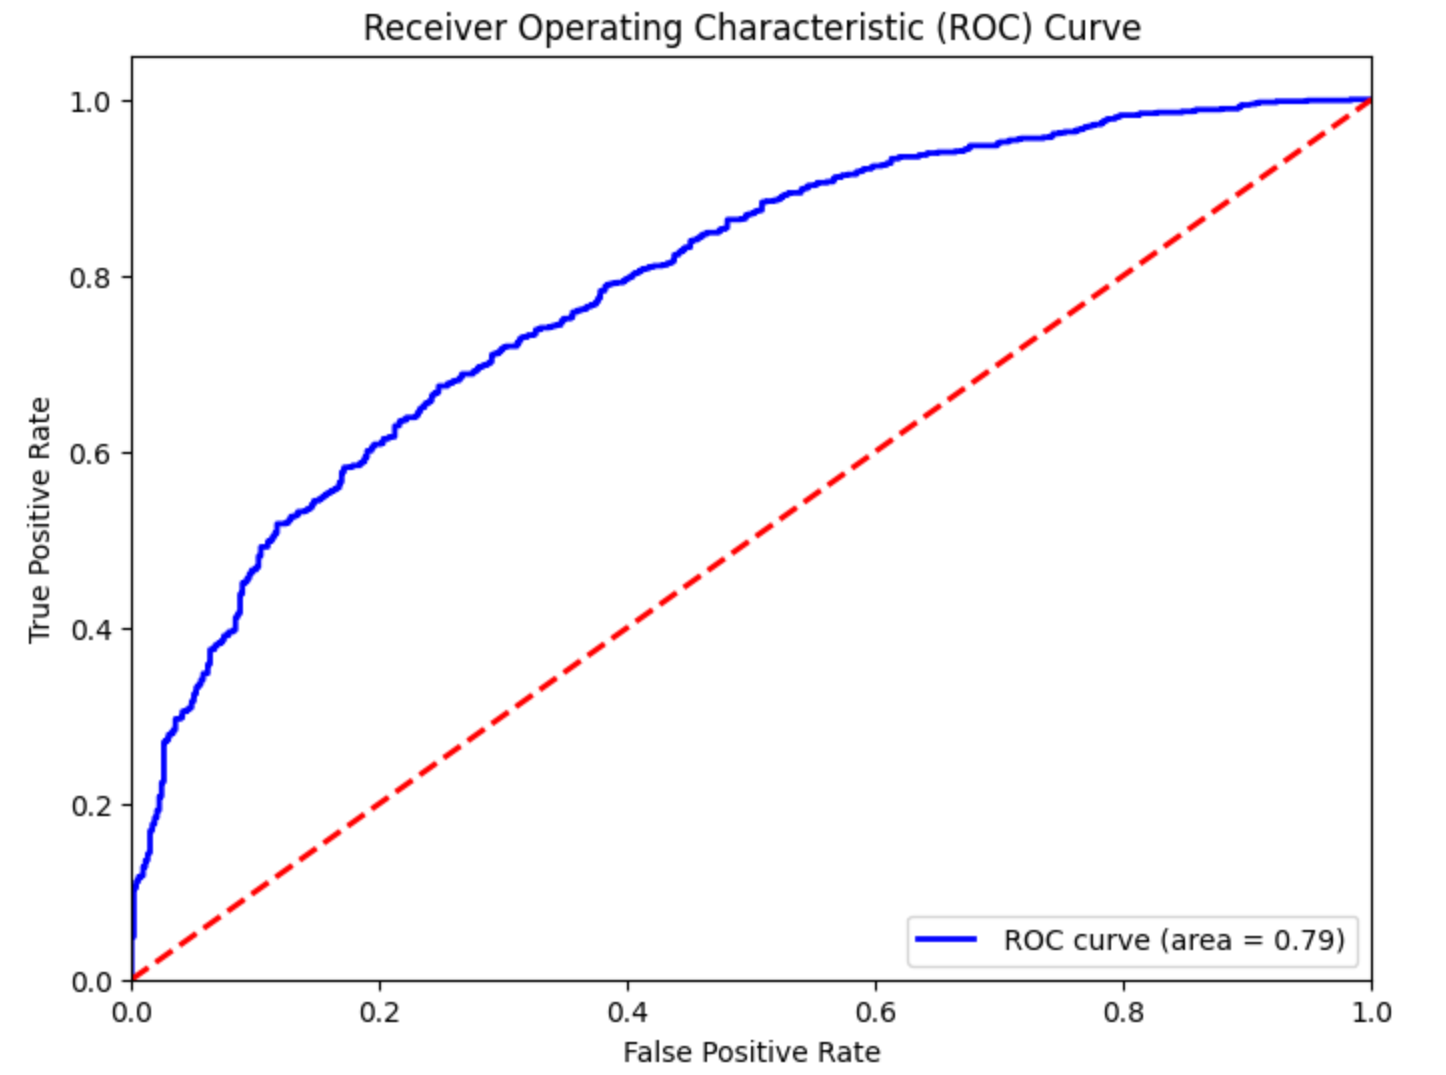 Receiver Operating Characteristic (ROC) Curve
1.0
0.8
0.6
0.4
0.2
0.0
True Positive Rate
0.0 0.2 0.4 0.6 0.8 1.0
False Positive Rate
ROC curve (area = 0.79)